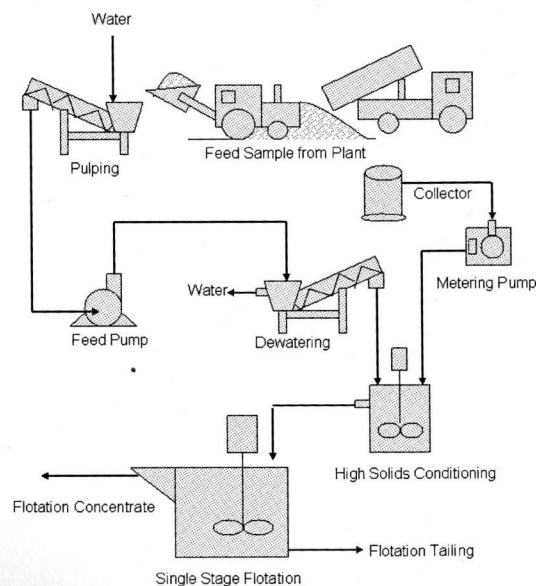 Water
Feed Sample from Plant
Pulping
Collector
Metering Pump
Water
Feed Pump
Dewatering
High Solids Conditioning
Flotation Concentrate
Flotation Tailing
Single Stage Flotation